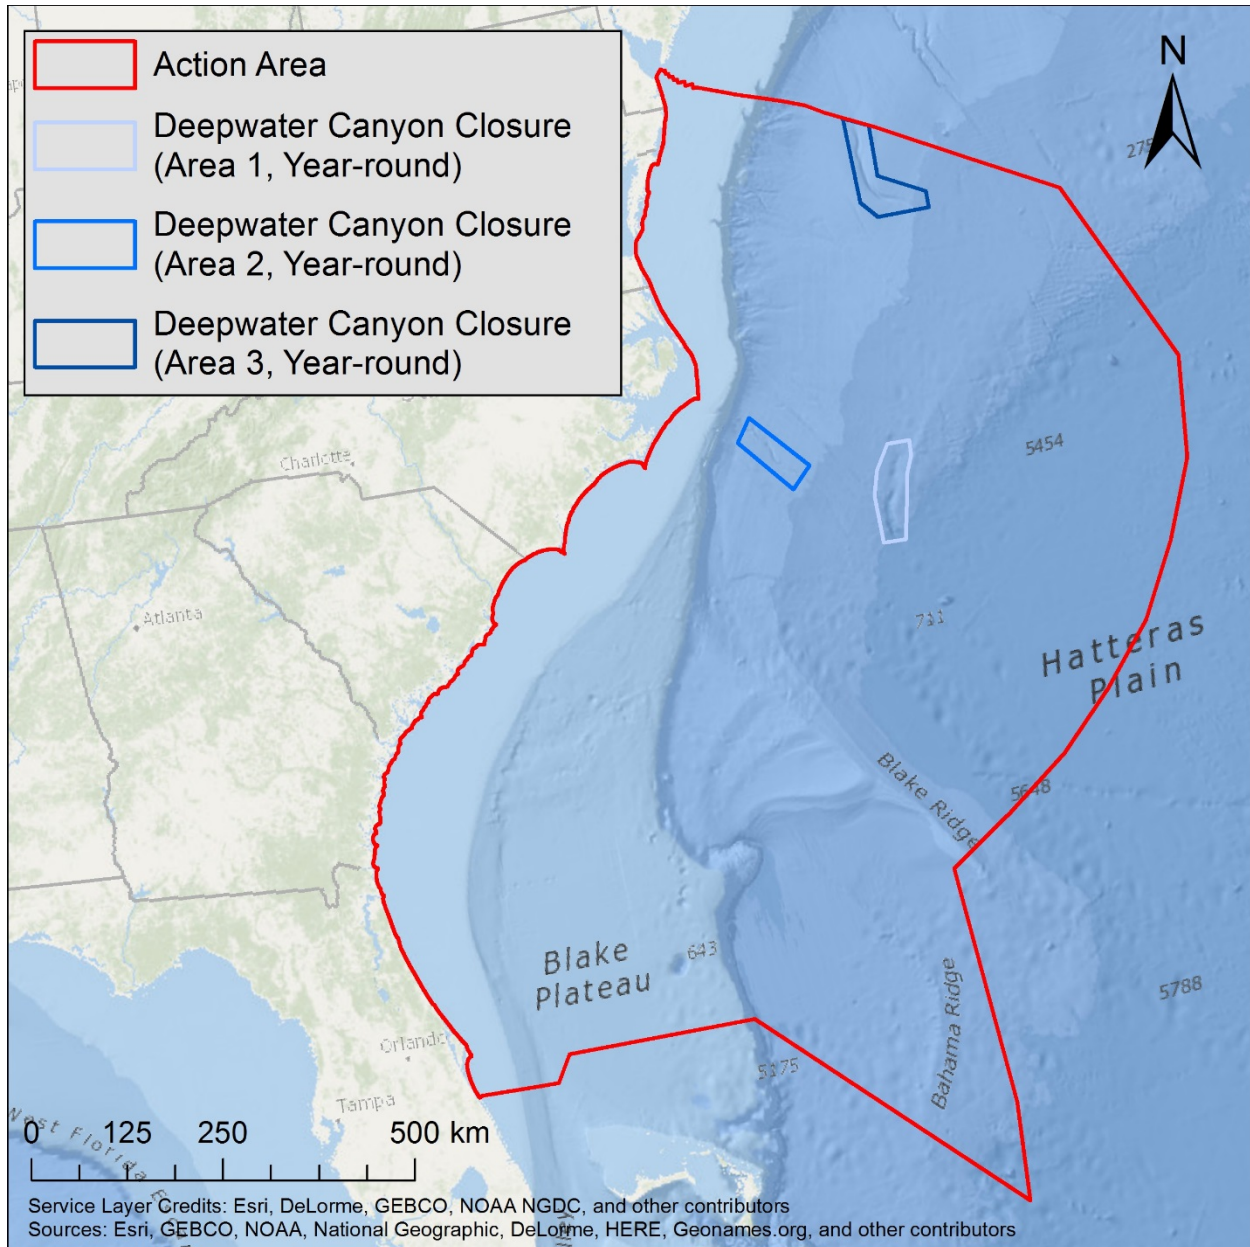 Action Area
Deepwater Canyon Closure
(Area 1, Year-round)
Deepwater Canyon Closure
(Area 2, Year-round)
Deepwater Canyon Closure
(Area 3, Year-round)
N
5454
Charlotte
Atlanta
711
Hatteras
Plain
Blake Ridge
5648
Blake
Plateau
643
Bahama Ridge
5788
Orlando
5175
Tampa
West Florida
0 125 250 500 km
Service Layer Credits: Esri, DeLorme, GEBCO, NOAA NGDC, and other contributors
Sources: Esri, GEBCO, NOAA, National Geographic, DeLorme, HERE, Geonames.org, and other contributors